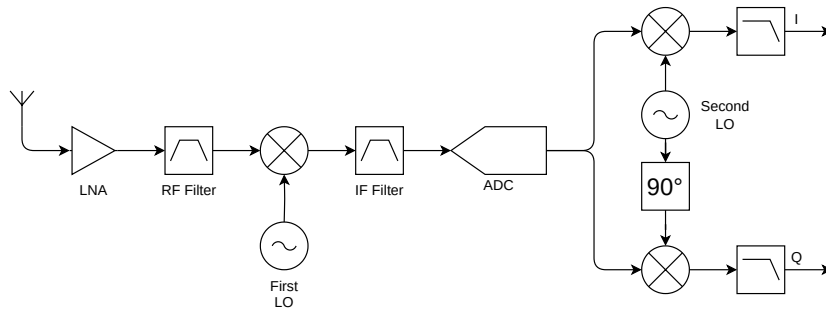 I
Second
LO
LNA
RF Filter
IF Filter
ADC
90°
Q
First
LO